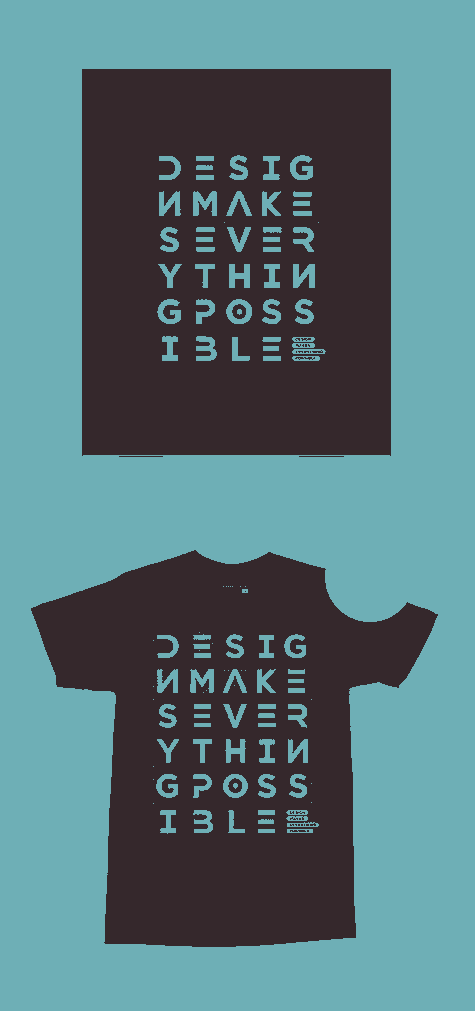 DESIG
NMAKE
SEVER
YTHIN
GPOSS
IBLE
DESIGN
MAKES
EVERYTHING
POSSIBLE
DESIG
NMAKE
SEVER
YTHIN
GPOSS
IBLE
DESIGN
MAKES
EVERYTHING
POSSIBLE